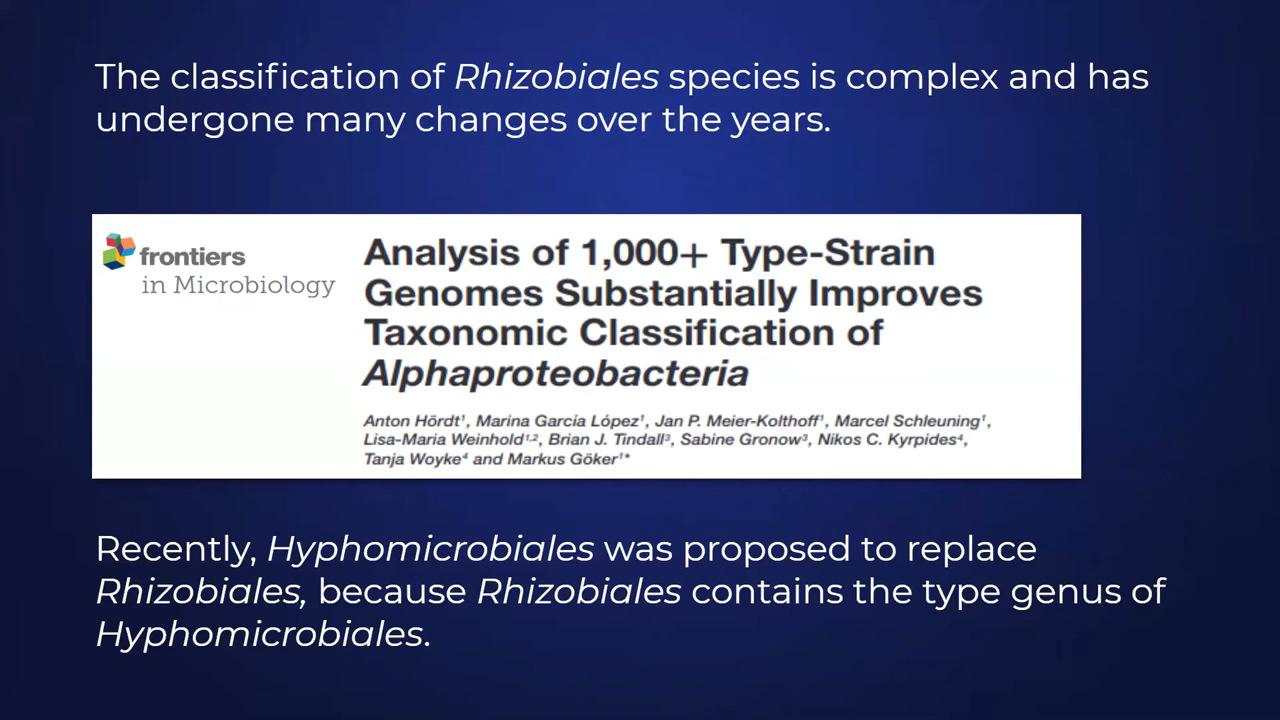 The classification of Rhizobiales species is complex and has
undergone many changes over the years.
frontiers
in Microbiology
Analysis of 1,000+ Type-Strain
Genomes Substantially Improves
Taxonomic Classification of
Alphaproteobacteria
Anton Hördt¹, Marina García López¹, Jan P. Meier-Kolthoff¹, Marcel Schleuning¹,
Lisa-Maria Weinhold¹,², Brian J. Tindall³, Sabine Gronow³, Nikos C. Kyrpides⁴,
Tanja Woyke⁴ and Markus Göker¹*
Recently, Hyphomicrobiales was proposed to replace
Rhizobiales, because Rhizobiales contains the type genus of
Hyphomicrobiales.